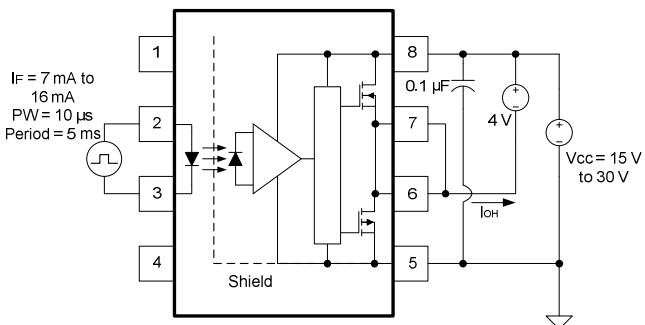 IF = 7 mA to
16 mA
PW = 10 µs
Period = 5 ms
1
2
3
4
Shield
8
7
6
5
0.1 µF
4 V
IOH
VCC = 15 V
to 30 V
+
−
+
−